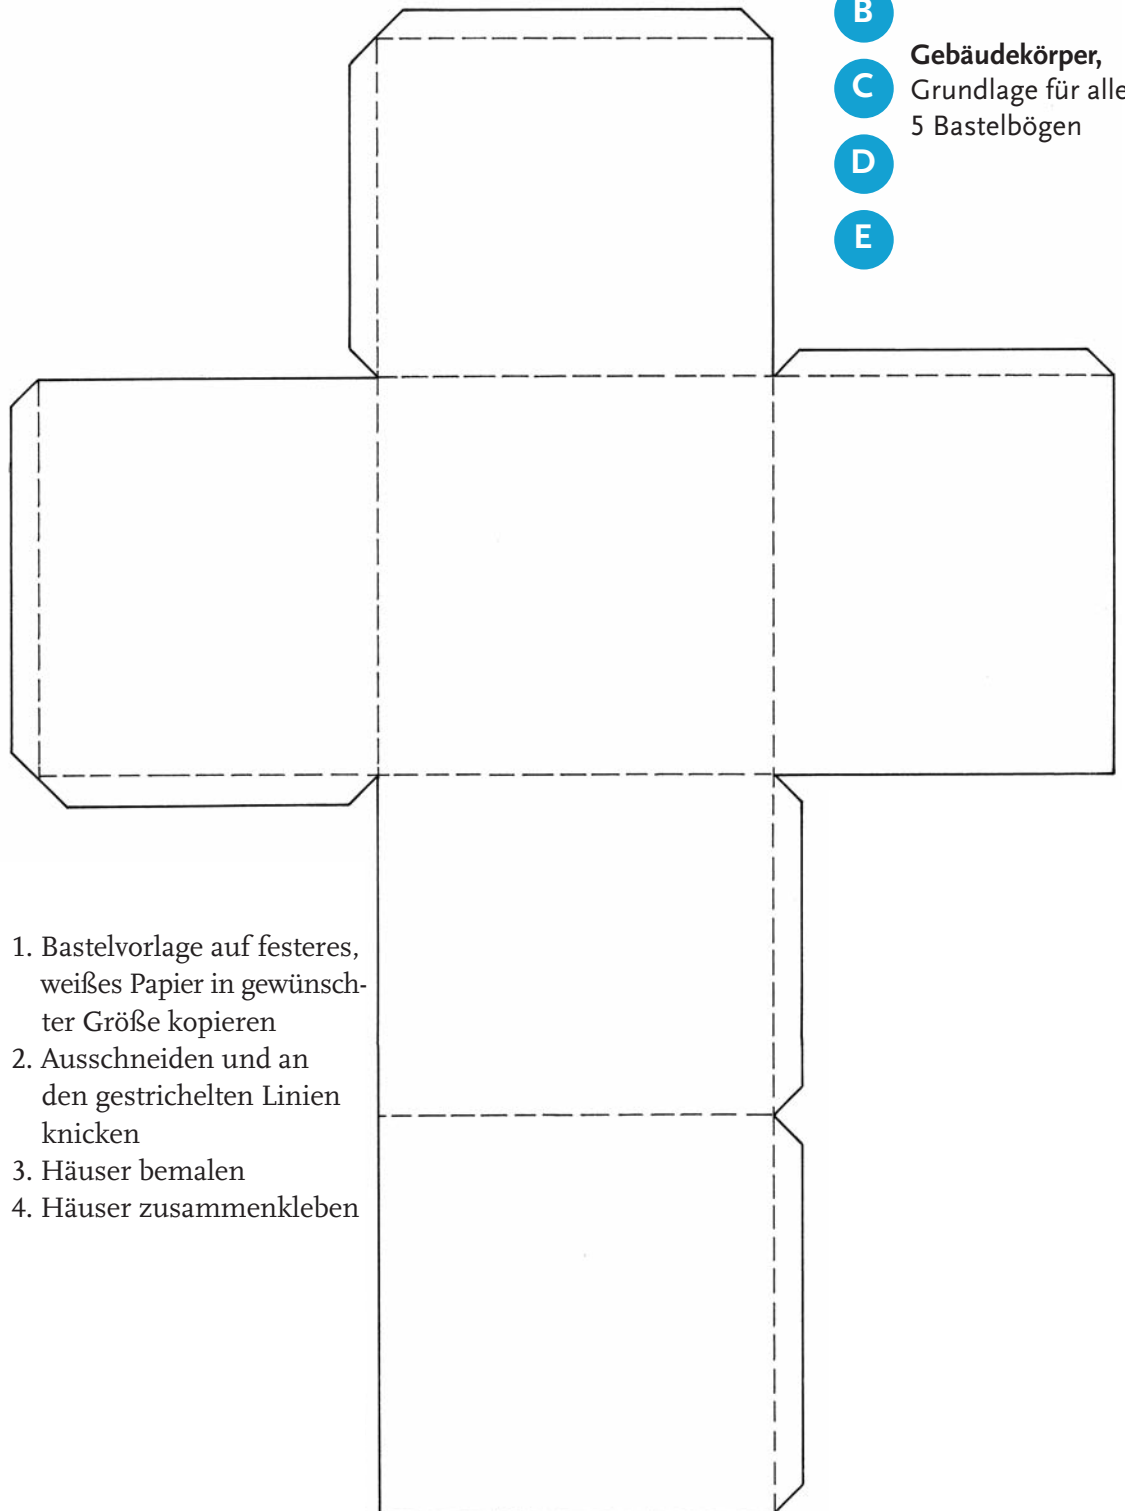 B
C
D
E
Gebäudekörper,
Grundlage für alle
5 Bastelbögen
1. Bastelvorlage auf festeres,
weißes Papier in gewünsch-
ter Größe kopieren
2. Ausschneiden und an
den gestrichelten Linien
knicken
3. Häuser bemalen
4. Häuser zusammenkleben